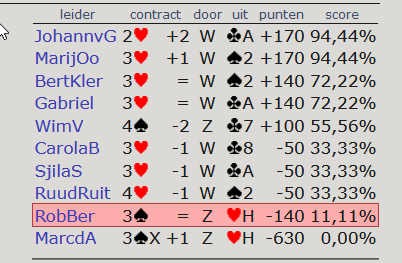 leider contract door uit punten score
JohannvG 2♥ +2 W ♣A +170 94,44%
MarijOo 3♥ +1 W ♠2 +170 94,44%
BertKler 3♥ = W ♠2 +140 72,22%
Gabriel 3♥ = W ♣A +140 72,22%
WimV 4♠ -2 Z ♣7 +100 55,56%
CarolaB 3♥ -1 W ♣8 -50 33,33%
SjilaS 3♥ -1 W ♣A -50 33,33%
RuudRuit 4♥ -1 W ♠2 -50 33,33%
RobBer 3♠ = Z ♥H -140 11,11%
MarcdA 3♠X +1 Z ♥H -630 0,00%